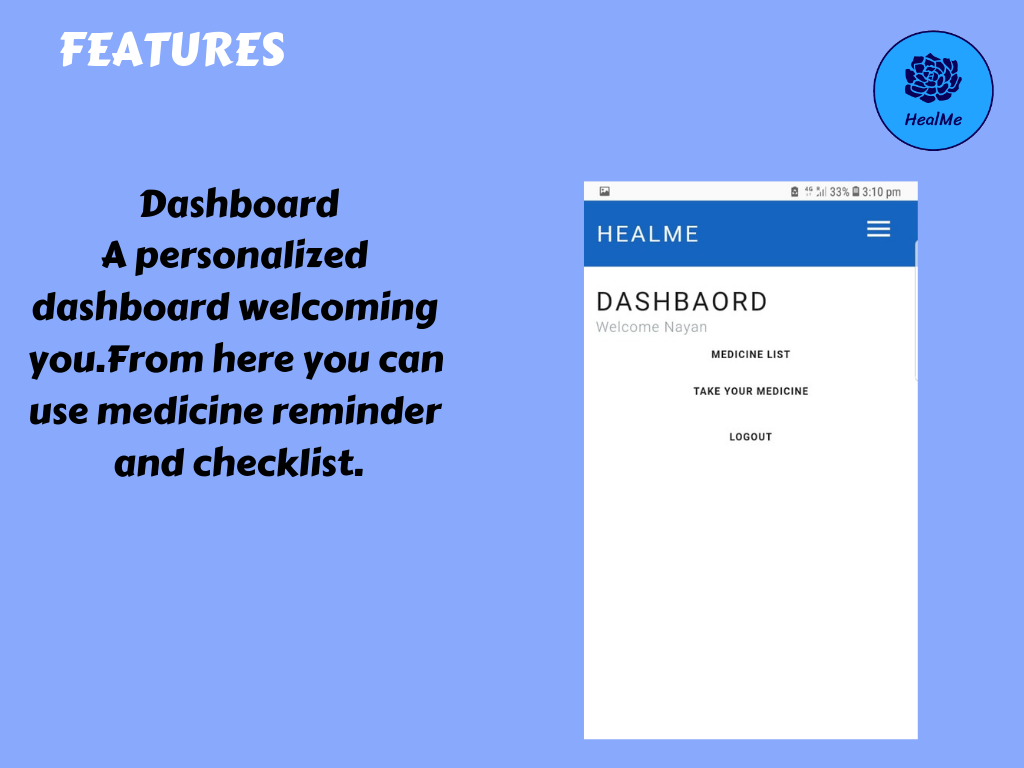 FEATURES
HealMe
Dashboard
A personalized
dashboard welcoming
you.From here you can
use medicine reminder
and checklist.
4G 33% 3:10 pm
HEALME
DASHBAORD
Welcome Nayan
MEDICINE LIST
TAKE YOUR MEDICINE
LOGOUT